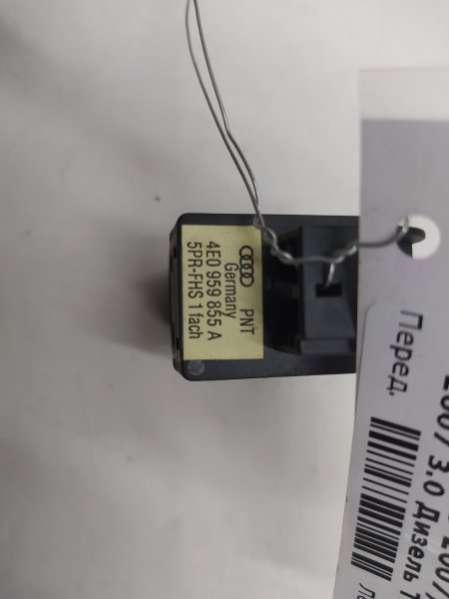 PNT
Germany
4E0 959 855 A
5PR-FHS 1fach
Перед.
2007 3.0 Дизель